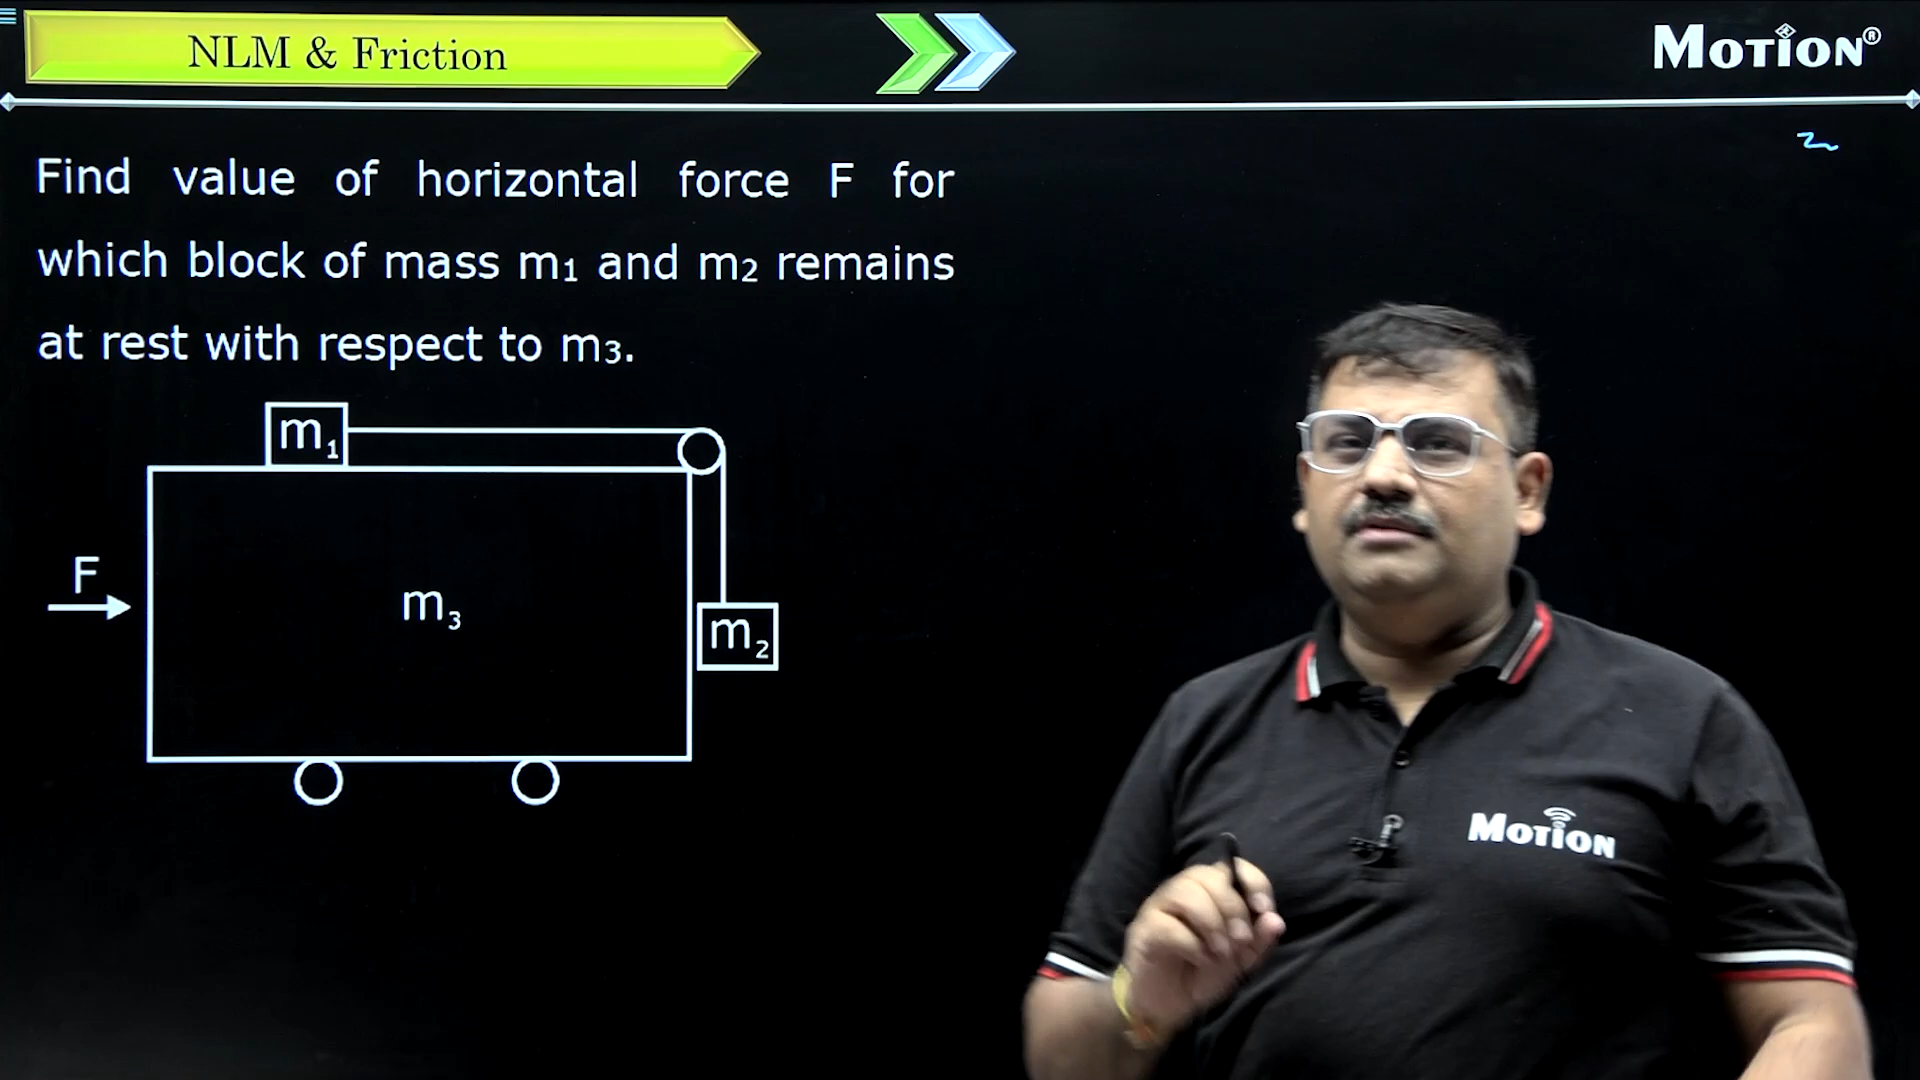 NLM & Friction
MOTION®
Find value of horizontal force F for
which block of mass m₁ and m₂ remains
at rest with respect to m₃.
m₁
F
m₃
m₂
MOTION